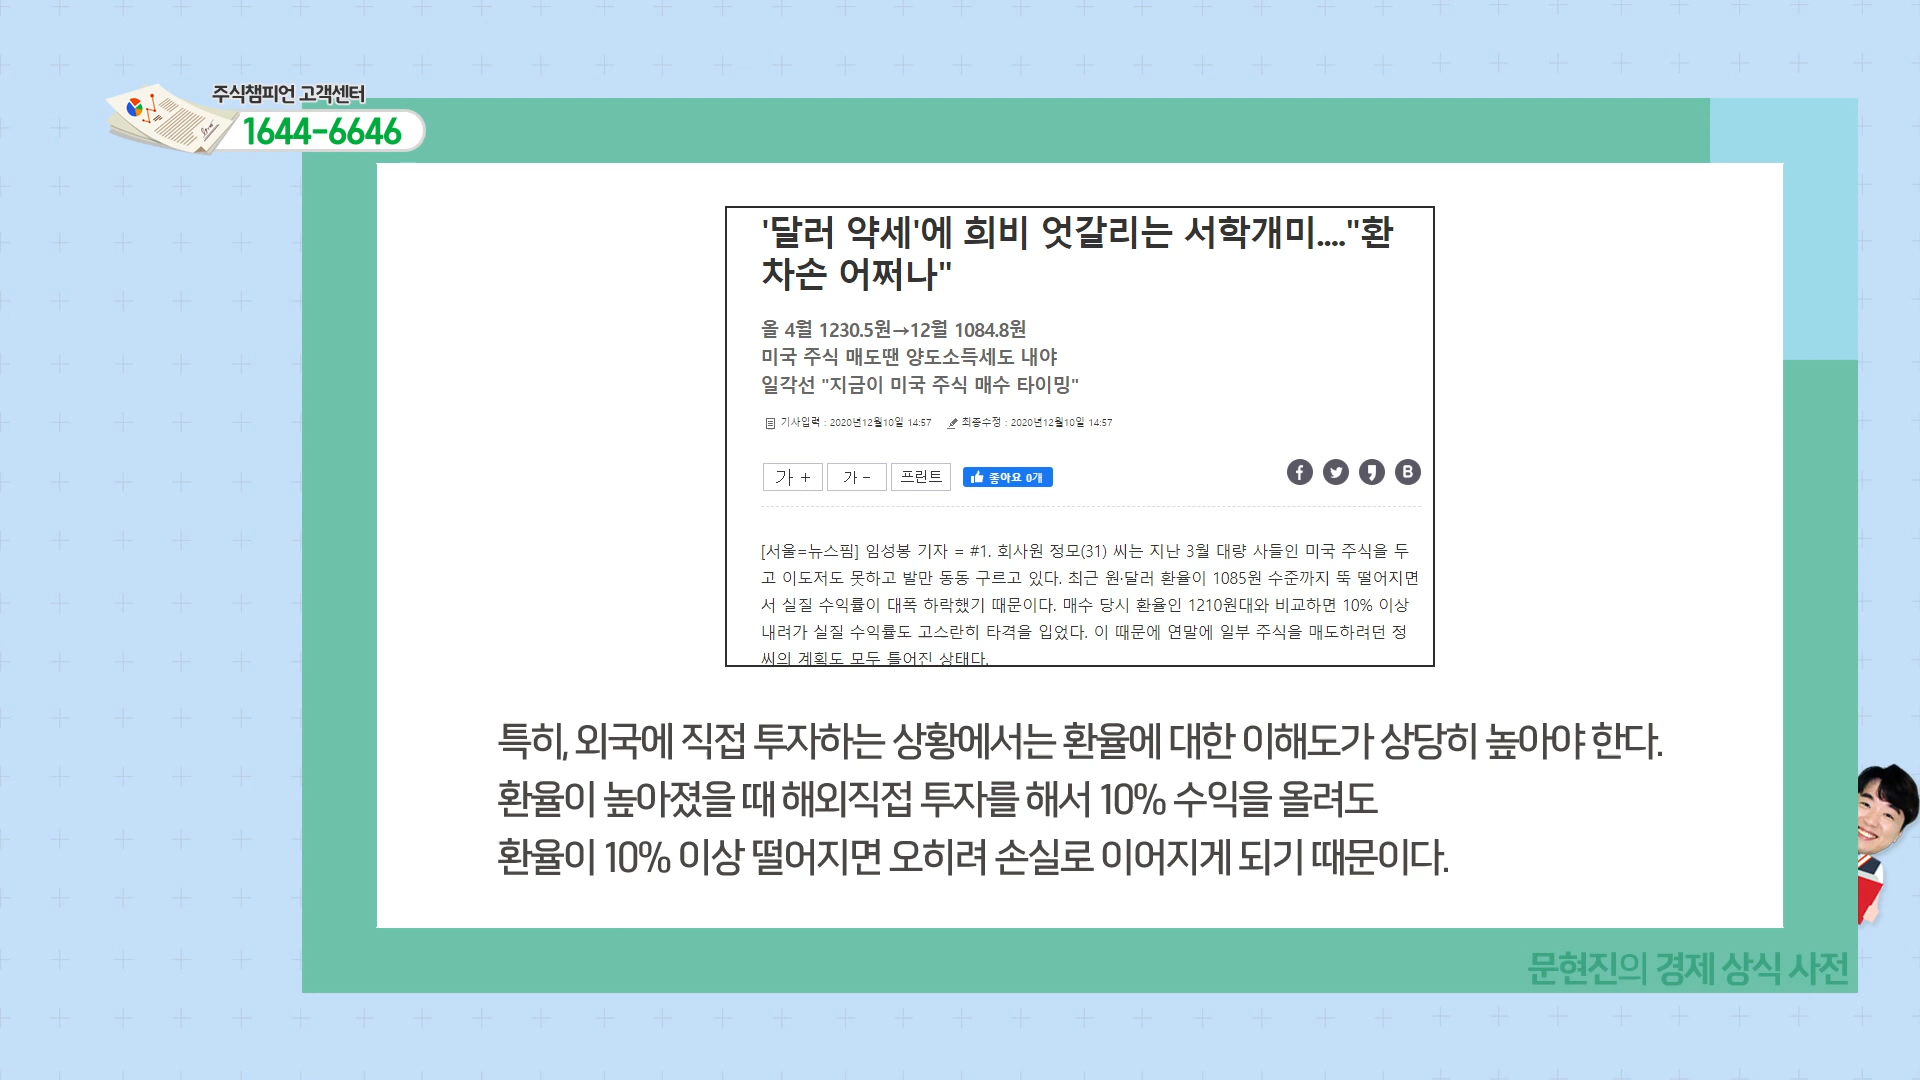 주식챔피언 고객센터
1644-6646
'달러 약세'에 희비 엇갈리는 서학개미...."환
차손 어쩌나"
올 4월 1230.5원→12월 1084.8원
미국 주식 매도땐 양도소득세도 내야
일각선 "지금이 미국 주식 매수 타이밍"
기사입력 : 2020년12월10일 14:57 최종수정 : 2020년12월10일 14:57
가 + 가 - 프린트 좋아요 0개
[서울=뉴스핌] 임성봉 기자 = #1. 회사원 정모(31) 씨는 지난 3월 대량 사들인 미국 주식을 두
고 이도저도 못하고 발만 동동 구르고 있다. 최근 원·달러 환율이 1085원 수준까지 뚝 떨어지면
서 실질 수익률이 대폭 하락했기 때문이다. 매수 당시 환율인 1210원대와 비교하면 10% 이상
내려가 실질 수익률도 고스란히 타격을 입었다. 이 때문에 연말에 일부 주식을 매도하려던 정
씨의 계획도 모두 틀어진 상태다.
특히, 외국에 직접 투자하는 상황에서는 환율에 대한 이해도가 상당히 높아야 한다.
환율이 높아졌을 때 해외직접 투자를 해서 10% 수익을 올려도
환율이 10% 이상 떨어지면 오히려 손실로 이어지게 되기 때문이다.
문현진의 경제 상식 사전